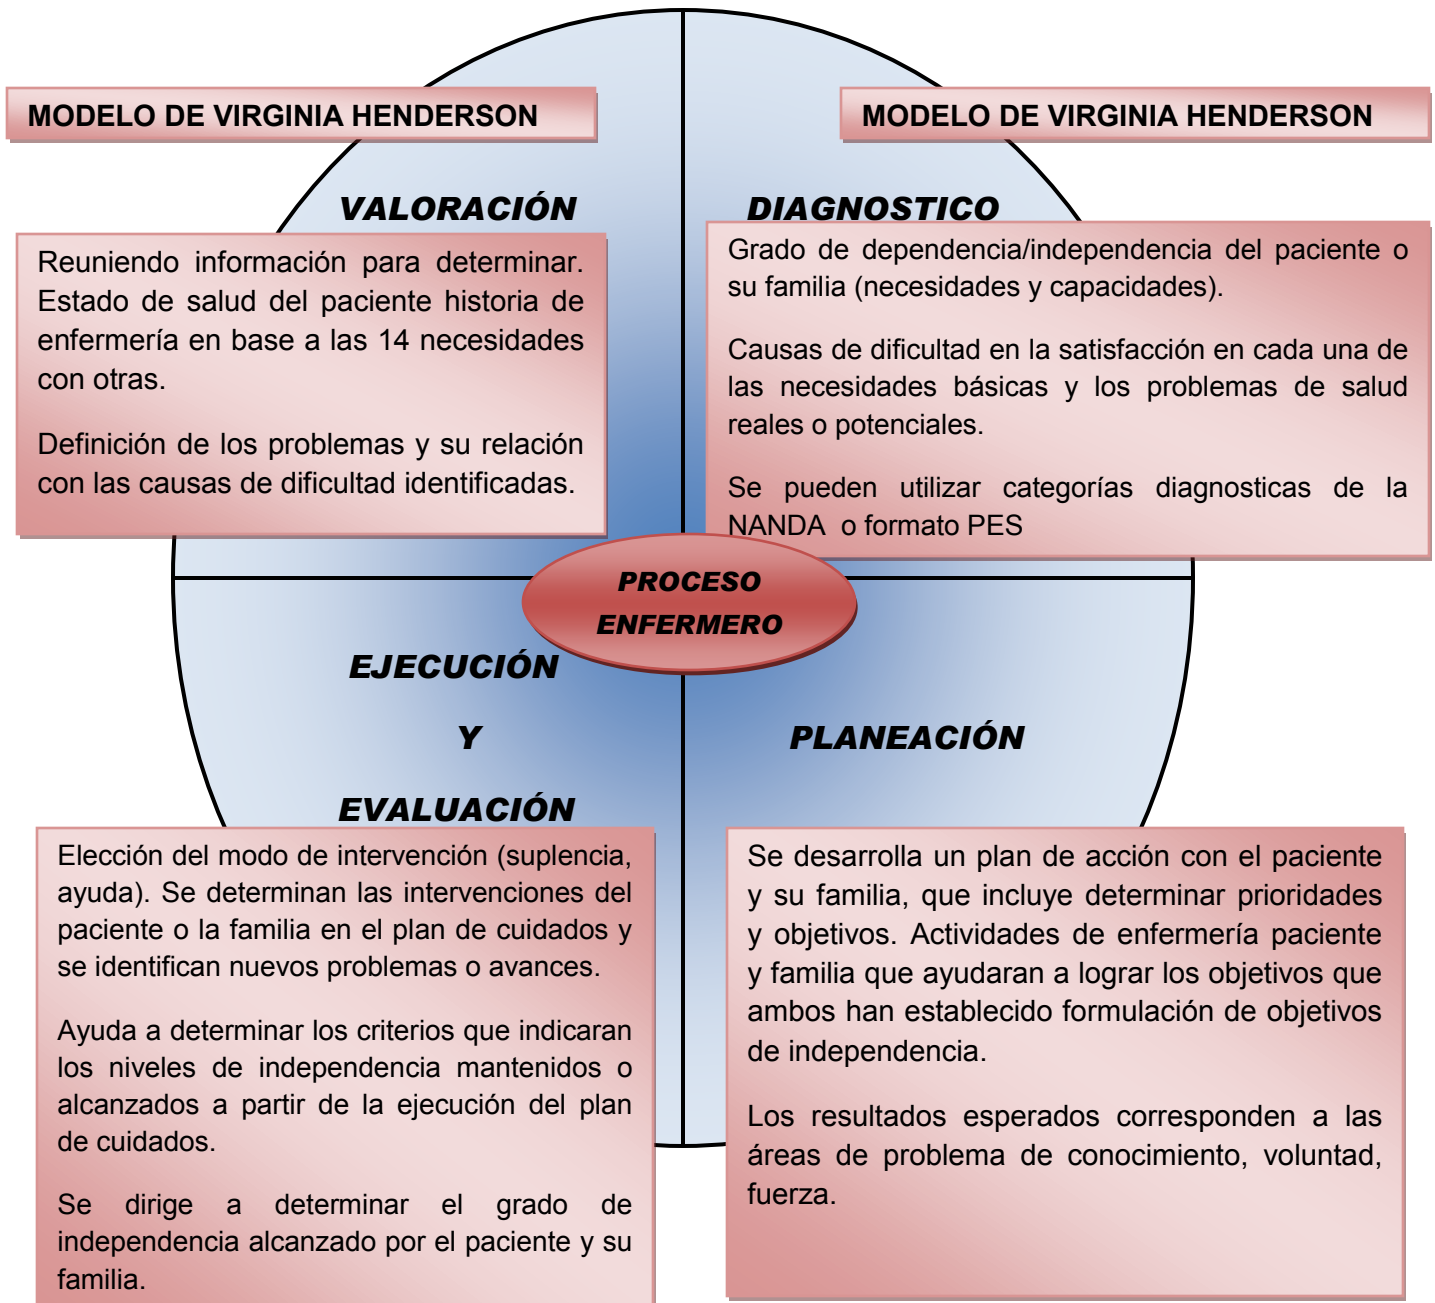 MODELO DE VIRGINIA HENDERSON
MODELO DE VIRGINIA HENDERSON
VALORACIÓN
Reuniendo información para determinar.
Estado de salud del paciente historia de
enfermería en base a las 14 necesidades
con otras.
Definición de los problemas y su relación
con las causas de dificultad identificadas.
DIAGNOSTICO
Grado de dependencia/independencia del paciente o
su familia (necesidades y capacidades).
Causas de dificultad en la satisfacción en cada una de
las necesidades básicas y los problemas de salud
reales o potenciales.
Se pueden utilizar categorías diagnosticas de la
NANDA o formato PES
PROCESO
ENFERMERO
EJECUCIÓN
Y
EVALUACIÓN
Elección del modo de intervención (suplencia,
ayuda). Se determinan las intervenciones del
paciente o la familia en el plan de cuidados y
se identifican nuevos problemas o avances.
Ayuda a determinar los criterios que indicaran
los niveles de independencia mantenidos o
alcanzados a partir de la ejecución del plan
de cuidados.
Se dirige a determinar el grado de
independencia alcanzado por el paciente y su
familia.
PLANEACIÓN
Se desarrolla un plan de acción con el paciente
y su familia, que incluye determinar prioridades
y objetivos. Actividades de enfermería paciente
y familia que ayudaran a lograr los objetivos que
ambos han establecido formulación de objetivos
de independencia.
Los resultados esperados corresponden a las
áreas de problema de conocimiento, voluntad,
fuerza.